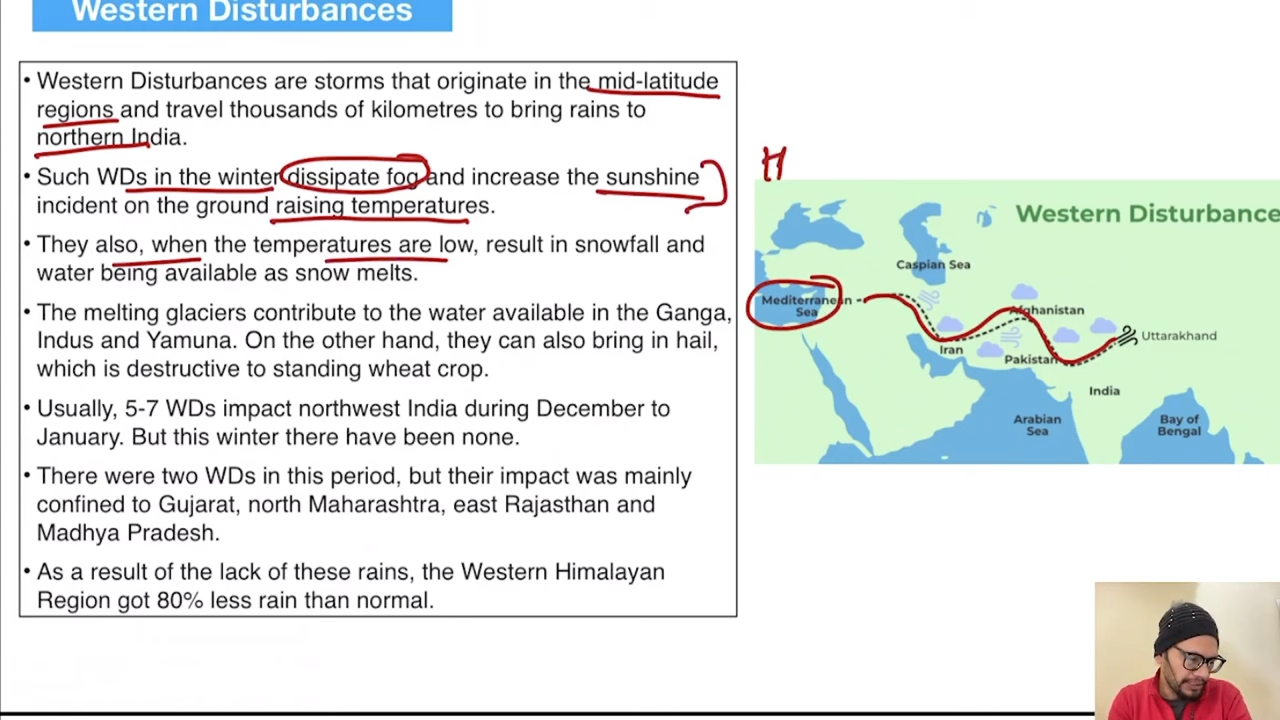 Western Disturbances
• Western Disturbances are storms that originate in the mid-latitude
regions and travel thousands of kilometres to bring rains to
northern India.
• Such WDs in the winter dissipate fog and increase the sunshine
incident on the ground raising temperatures.
• They also, when the temperatures are low, result in snowfall and
water being available as snow melts.
• The melting glaciers contribute to the water available in the Ganga,
Indus and Yamuna. On the other hand, they can also bring in hail,
which is destructive to standing wheat crop.
• Usually, 5-7 WDs impact northwest India during December to
January. But this winter there have been none.
• There were two WDs in this period, but their impact was mainly
confined to Gujarat, north Maharashtra, east Rajasthan and
Madhya Pradesh.
• As a result of the lack of these rains, the Western Himalayan
Region got 80% less rain than normal.
H
Western Disturbance
Caspian Sea
Mediterranean
Sea
Afghanistan
Uttarakhand
Iran
Pakistan
India
Arabian
Sea
Bay of
Bengal